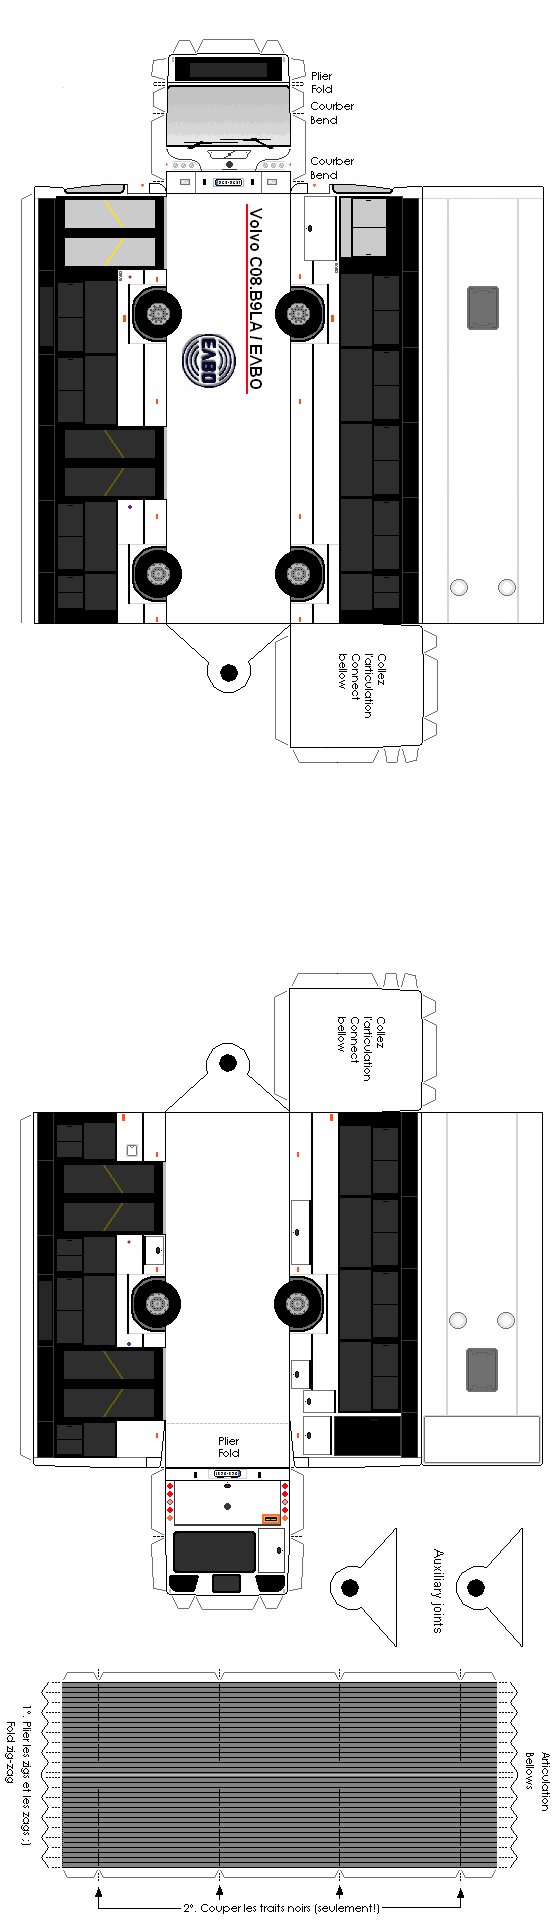 Plier
Fold
Courber
Bend
Courber
Bend
Volvo C08.B9LA / ΕΛΒΟ
ΕΛΒΟ
Collez
l'articulation
Connect
bellow
Collez
l'articulation
Connect
bellow
Plier
Fold
Auxiliary joints
Articulation
Bellows
1°. Plier les zigs et les zags ;)
Fold zig-zag
2°. Couper les traits noirs (seulement!)